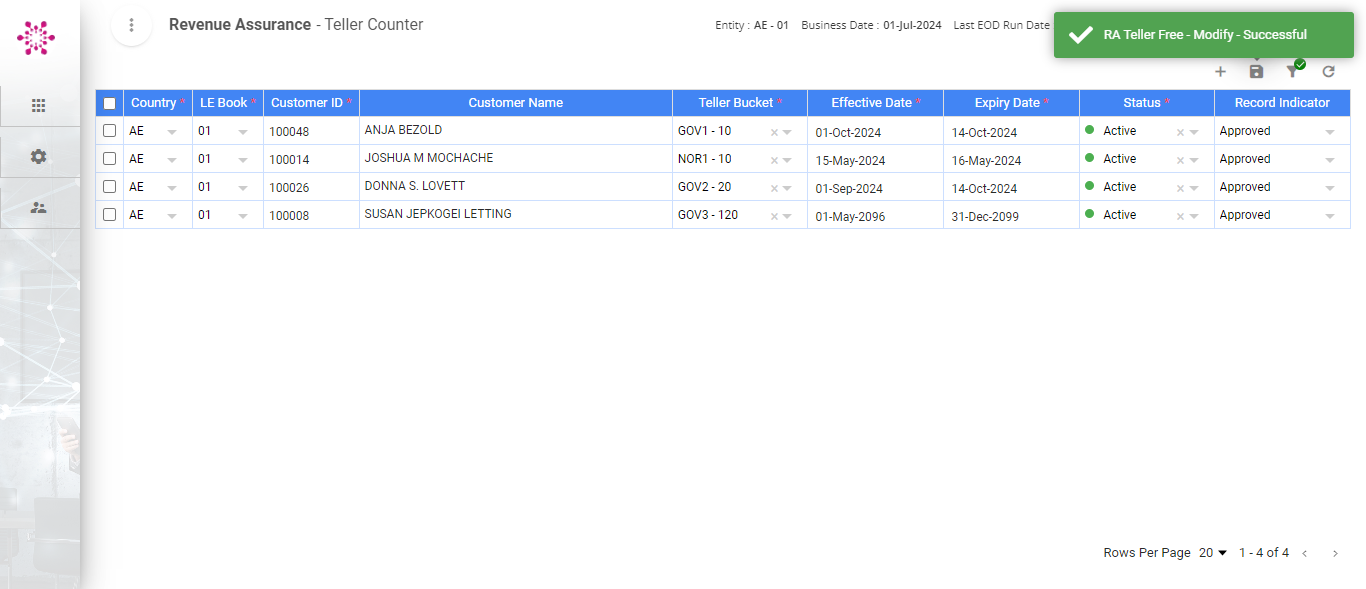 Revenue Assurance - Teller Counter
Entity : AE - 01 Business Date : 01-Jul-2024 Last EOD Run Date
RA Teller Free - Modify - Successful
Country * LE Book * Customer ID * Customer Name Teller Bucket * Effective Date * Expiry Date * Status * Record Indicator
AE 01 100048 ANJA BEZOLD GOV1 - 10 01-Oct-2024 14-Oct-2024 Active Approved
AE 01 100014 JOSHUA M MOCHACHE NOR1 - 10 15-May-2024 16-May-2024 Active Approved
AE 01 100026 DONNA S. LOVETT GOV2 - 20 01-Sep-2024 14-Oct-2024 Active Approved
AE 01 100008 SUSAN JEPKOGEI LETTING GOV3 - 120 01-May-2096 31-Dec-2099 Active Approved
Rows Per Page 20 1 - 4 of 4